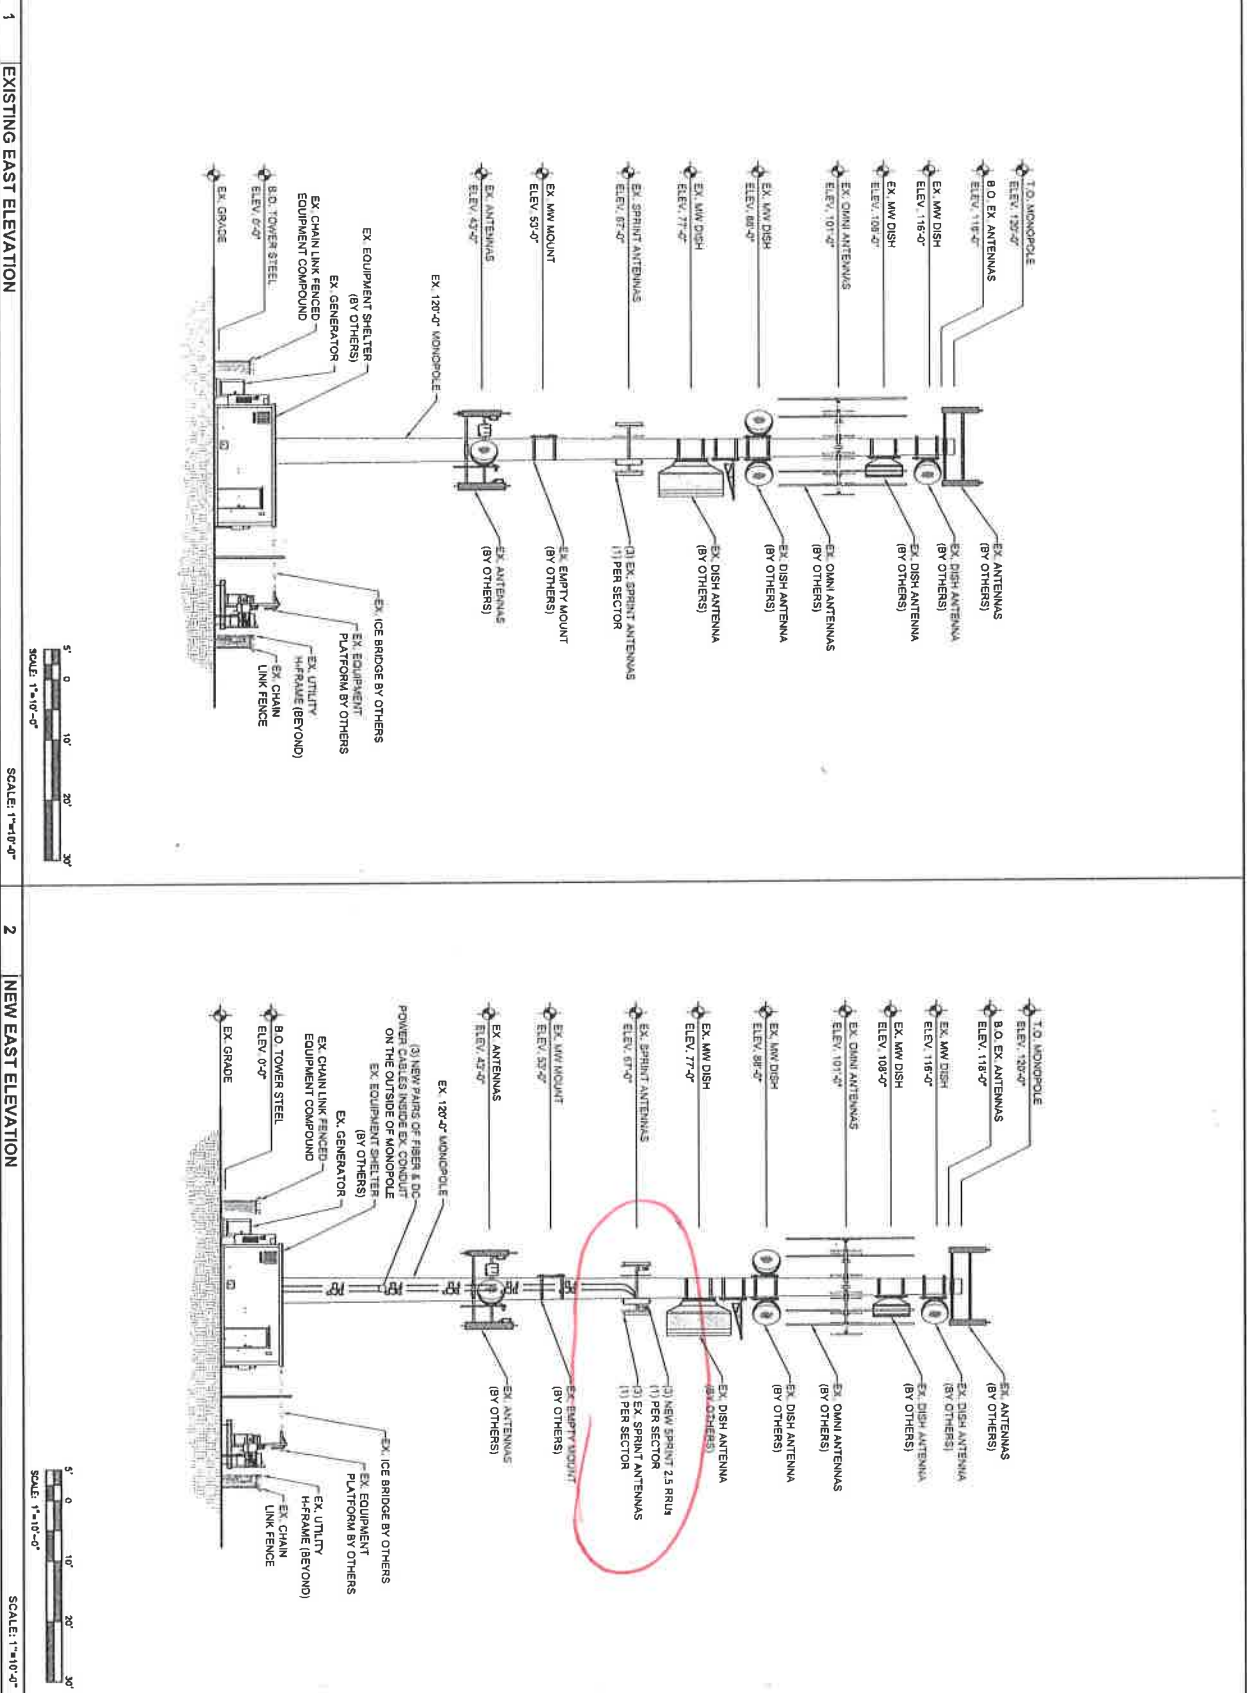 T.O. MONOPOLE
ELEV. 120'-0"
B.O. EX. ANTENNAS
ELEV. 118'-0"
EX. MW DISH
ELEV. 116'-0"
EX. MW DISH
ELEV. 108'-0"
EX. OMNI ANTENNAS
ELEV. 101'-0"
EX. MW DISH
ELEV. 88'-0"
EX. MW DISH
ELEV. 77'-0"
EX. SPRINT ANTENNAS
ELEV. 67'-0"
EX. MW MOUNT
ELEV. 53'-0"
EX. ANTENNAS
ELEV. 43'-0"
EX. 120'-0" MONOPOLE
EX. EQUIPMENT SHELTER
(BY OTHERS)
EX. GENERATOR
EX. CHAIN LINK FENCED
EQUIPMENT COMPOUND
B.O. TOWER STEEL
ELEV. 0'-0"
EX. GRADE
EX. ANTENNAS
(BY OTHERS)
EX. DISH ANTENNA
(BY OTHERS)
EX. DISH ANTENNA
(BY OTHERS)
EX. OMNI ANTENNAS
(BY OTHERS)
EX. DISH ANTENNA
(BY OTHERS)
EX. DISH ANTENNA
(BY OTHERS)
(3) EX. SPRINT ANTENNAS
(1) PER SECTOR
EX. EMPTY MOUNT
(BY OTHERS)
EX. ANTENNAS
(BY OTHERS)
EX. ICE BRIDGE BY OTHERS
EX. EQUIPMENT
PLATFORM BY OTHERS
EX. UTILITY
H-FRAME (BEYOND)
EX. CHAIN
LINK FENCE
5' 0 10' 20' 30'
SCALE: 1"=10'-0"
1 EXISTING EAST ELEVATION SCALE: 1"=10'-0"
T.O. MONOPOLE
ELEV. 120'-0"
B.O. EX. ANTENNAS
ELEV. 118'-0"
EX. MW DISH
ELEV. 116'-0"
EX. MW DISH
ELEV. 108'-0"
EX. OMNI ANTENNAS
ELEV. 101'-0"
EX. MW DISH
ELEV. 88'-0"
EX. MW DISH
ELEV. 77'-0"
EX. SPRINT ANTENNAS
ELEV. 67'-0"
EX. MW MOUNT
ELEV. 53'-0"
EX. ANTENNAS
ELEV. 43'-0"
EX. 120'-0" MONOPOLE
(3) NEW PAIRS OF FIBER & DC
POWER CABLES INSIDE EX. CONDUIT
ON THE OUTSIDE OF MONOPOLE
EX. EQUIPMENT SHELTER
(BY OTHERS)
EX. GENERATOR
EX. CHAIN LINK FENCED
EQUIPMENT COMPOUND
B.O. TOWER STEEL
ELEV. 0'-0"
EX. GRADE
EX. ANTENNAS
(BY OTHERS)
EX. DISH ANTENNA
(BY OTHERS)
EX. DISH ANTENNA
(BY OTHERS)
EX. OMNI ANTENNAS
(BY OTHERS)
EX. DISH ANTENNA
(BY OTHERS)
EX. DISH ANTENNA
(BY OTHERS)
(3) NEW SPRINT 2.5 RRUs
(1) PER SECTOR
(3) EX. SPRINT ANTENNAS
(1) PER SECTOR
EX. EMPTY MOUNT
(BY OTHERS)
EX. ANTENNAS
(BY OTHERS)
EX. ICE BRIDGE BY OTHERS
EX. EQUIPMENT
PLATFORM BY OTHERS
EX. UTILITY
H-FRAME (BEYOND)
EX. CHAIN
LINK FENCE
5' 0 10' 20' 30'
SCALE: 1"=10'-0"
2 NEW EAST ELEVATION SCALE: 1"=10'-0"